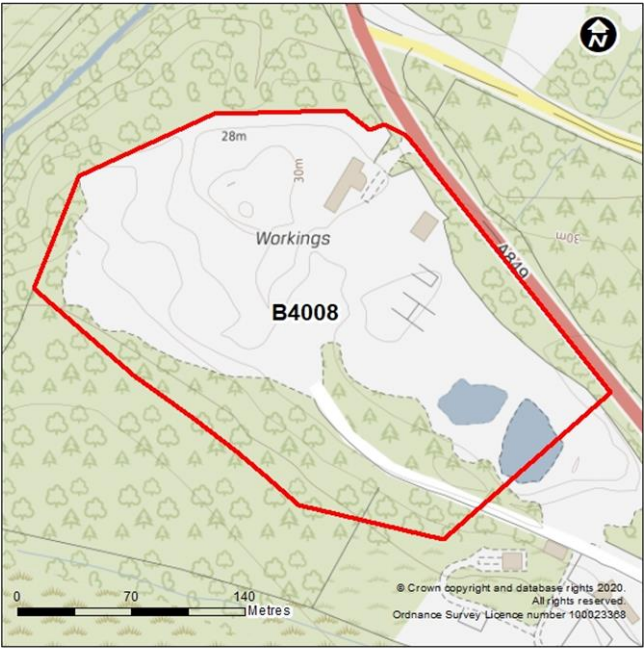 N
28m
30m
Workings
A849
30m
B4008
0 70 140
Metres
© Crown copyright and database rights 2020.
All rights reserved.
Ordnance Survey Licence number 100023368